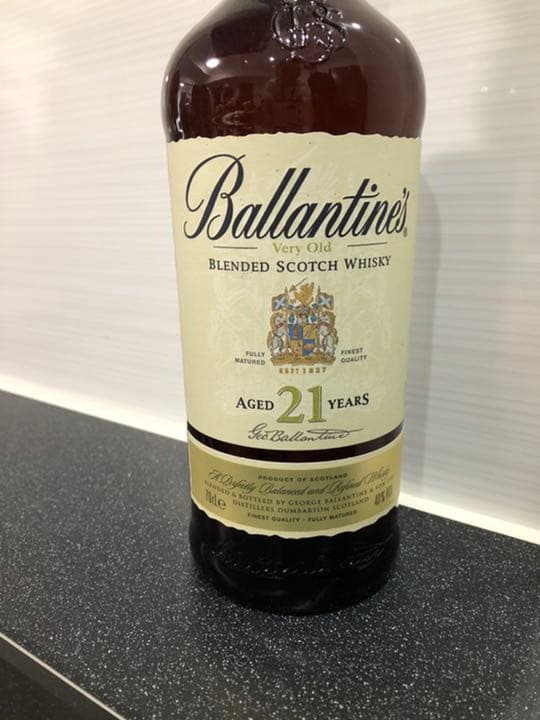 Ballantine's
Very Old
BLENDED SCOTCH WHISKY
FULLY MATURED
FINEST QUALITY
ESTD 1827
AGED 21 YEARS
Geo Ballantine
PRODUCT OF SCOTLAND
A Perfectly Balanced and Refined Whisky
BLENDED & BOTTLED BY GEORGE BALLANTINE & SON
70cl e DISTILLERS DUMBARTON SCOTLAND 40%
FINEST QUALITY - FULLY MATURED